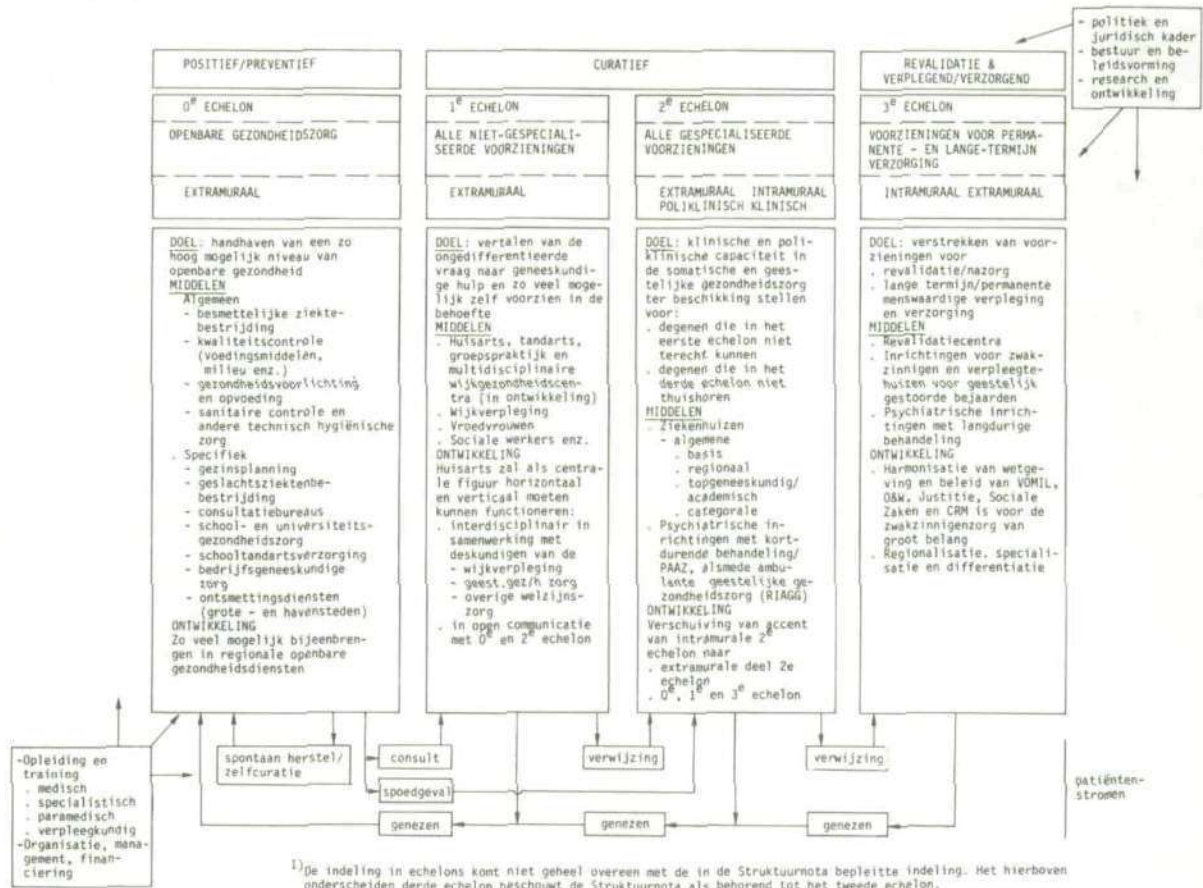 - politiek en
juridisch kader
- bestuur en be-
leidsvorming
- research en
ontwikkeling
POSITIEF/PREVENTIEF
CURATIEF
REVALIDATIE &
VERPLEGEND/VERZORGEND
0e ECHELON
OPENBARE GEZONDHEIDSZORG
EXTRAMURAAL
1e ECHELON
ALLE NIET-GESPECIALI-
SEERDE VOORZIENINGEN
EXTRAMURAAL
2e ECHELON
ALLE GESPECIALISEERDE
VOORZIENINGEN
EXTRAMURAAL INTRAMURAAL
POLIKLINISCH KLINISCH
3e ECHELON
VOORZIENINGEN VOOR PERMA-
NENTE - EN LANGE-TERMIJN
VERZORGING
INTRAMURAAL EXTRAMURAAL
DOEL: handhaven van een zo
hoog mogelijk niveau van
openbare gezondheid
MIDDELEN
Algemeen
- besmettelijke ziekte-
bestrijding
- kwaliteitscontrole
(voedingsmiddelen,
milieu enz.)
- gezondheidsvoorlichting
en opvoeding
- sanitaire controle en
andere technisch hygiënische
zorg
. Specifiek
- gezinsplanning
- geslachtsziektenbe-
bestrijding
- consultatiebureaus
- school- en universiteits-
gezondheidszorg
- schooltandartsverzorging
- bedrijfsgeneeskundige
zorg
- ontsmettingsdiensten
(grote - en havensteden)
ONTWIKKELING
Zo veel mogelijk bijeenbren-
gen in regionale openbare
gezondheidsdiensten
DOEL: vertalen van de
ongedifferentieerde
vraag naar geneeskundi-
ge hulp en zo veel moge-
lijk zelf voorzien in de
behoefte
MIDDELEN
. Huisarts, tandarts,
groepspraktijk en
multidisciplinaire
wijkgezondheidscen-
tra (in ontwikkeling)
. Wijkverpleging
. Vroedvrouwen
. Sociale werkers enz.
ONTWIKKELING
Huisarts zal als centra-
le figuur horizontaal
en verticaal moeten
kunnen functioneren:
. interdisciplinair in
samenwerking met
deskundigen van de
- wijkverpleging
- geest.gez/h zorg
- overige welzijns-
zorg
. in open communicatie
met 0e en 2e echelon
DOEL: klinische en poli-
klinische capaciteit in
de somatische en gees-
telijke gezondheidszorg
ter beschikking stellen
voor:
. degenen die in het
eerste echelon niet
terecht kunnen
. degenen die in het
derde echelon niet
thuishoren
MIDDELEN
. Ziekenhuizen
- algemene
. basis
. regionaal
. topgeneeskundig/
academisch
. categorale
. Psychiatrische in-
richtingen met kort-
durende behandeling/
PAAZ, alsmede ambu-
lante geestelijke ge-
zondheidszorg (RIAGG)
ONTWIKKELING
Verschuiving van accent
van intramurale 2e
echelon naar
. extramurale deel 2e
echelon
. 0e, 1e en 3e echelon
DOEL: verstrekken van voor-
zieningen voor
. revalidatie/nazorg
. lange termijn/permanente
menswaardige verpleging
en verzorging
MIDDELEN
. Revalidatiecentra
. Inrichtingen voor zwak-
zinnigen en verpleegte-
huizen voor geestelijk
gestoorde bejaarden
. Psychiatrische inrich-
tingen met langdurige
behandeling
ONTWIKKELING
. Harmonisatie van wetge-
ving en beleid van VOMIL,
O&W, Justitie, Sociale
Zaken en CRM is voor de
zwakzinnigenzorg van
groot belang
. Regionalisatie, speciali-
satie en differentiatie
-Opleiding en
training
. medisch
. specialistisch
. paramedisch
. verpleegkundig
-Organisatie, mana-
gement, finan-
ciering
spontaan herstel/
zelfcuratie
consult
spoedgeval
verwijzing
verwijzing
genezen
genezen
genezen
patiënten-
stromen
1)De indeling in echelons komt niet geheel overeen met de in de Struktuurnota bepleitte indeling. Het hierboven
onderscheiden derde echelon beschouwt de Struktuurnota als behorend tot het tweede echelon.